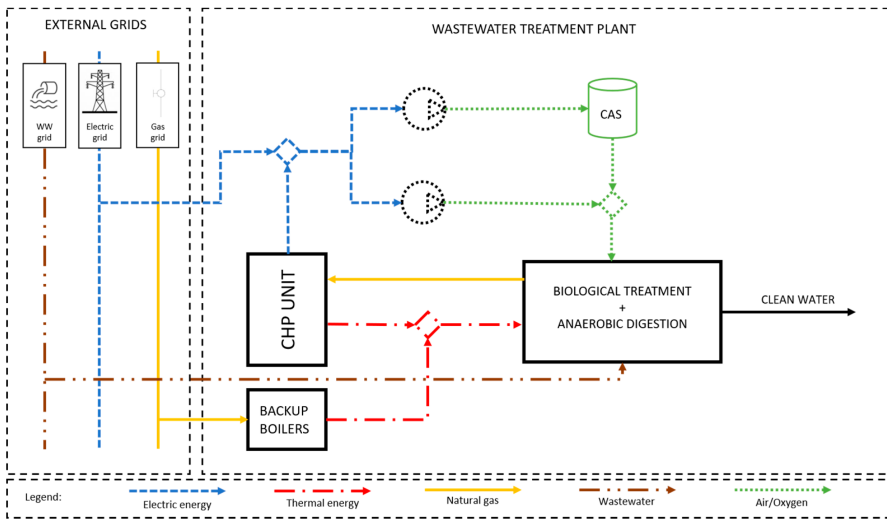 EXTERNAL GRIDS
WASTEWATER TREATMENT PLANT
WW
grid
Electric
grid
Gas
grid
CAS
CHP UNIT
BIOLOGICAL TREATMENT
+
ANAEROBIC DIGESTION
CLEAN WATER
BACKUP
BOILERS
Legend:
Electric energy
Thermal energy
Natural gas
Wastewater
Air/Oxygen